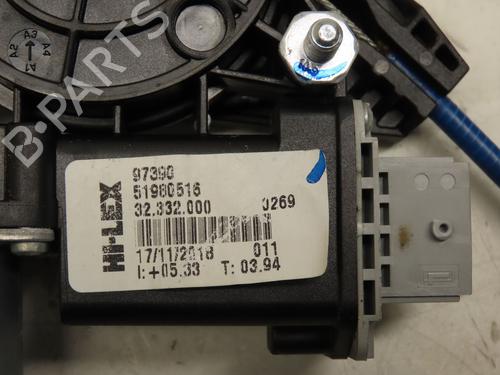 A3
A2 A4
B-PARTS
HI-LEX
97390
51980516
32.332.000 0269
17/11/2018 011
I:+05.33 T: 03.94